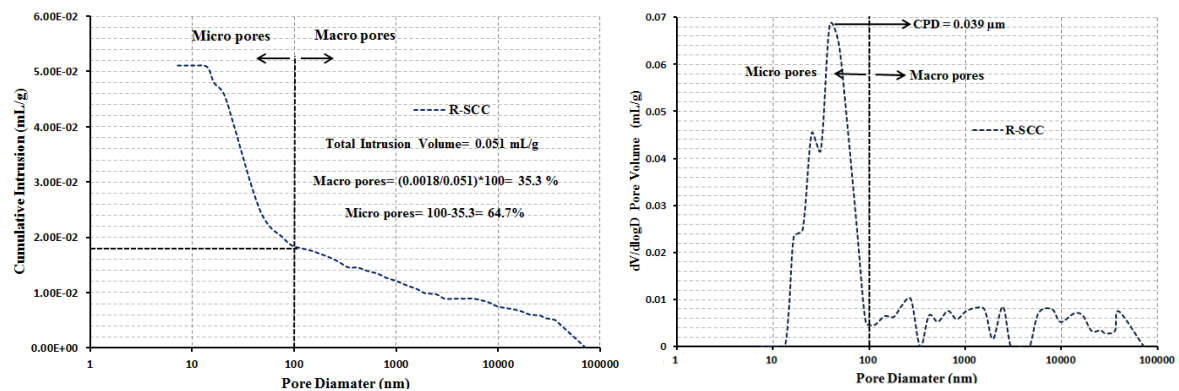 6.00E-02
5.00E-02
4.00E-02
3.00E-02
2.00E-02
1.00E-02
0.00E+00
Cumulative Intrusion (mL/g)
Micro pores
Macro pores
R-SCC
Total Intrusion Volume= 0.051 mL/g
Macro pores= (0.0018/0.051)*100= 35.3 %
Micro pores= 100-35.3= 64.7%
1 10 100 1000 10000 100000
Pore Diamater (nm)
0.07
0.06
0.05
0.04
0.03
0.02
0.01
0
dV/dlogD Pore Volume (mL/g)
CPD = 0.039 µm
Micro pores
Macro pores
R-SCC
1 10 100 1000 10000 100000
Pore Diamater (nm)